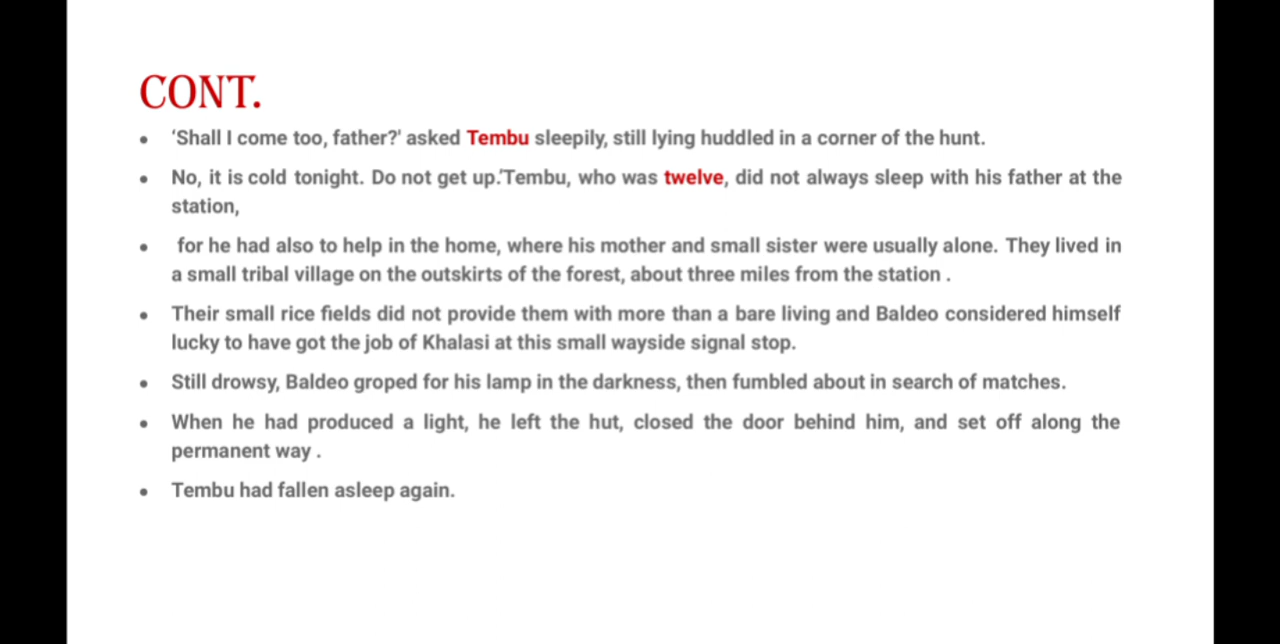 CONT.
• ‘Shall I come too, father?' asked Tembu sleepily, still lying huddled in a corner of the hunt.
• No, it is cold tonight. Do not get up.'Tembu, who was twelve, did not always sleep with his father at the
station,
• for he had also to help in the home, where his mother and small sister were usually alone. They lived in
a small tribal village on the outskirts of the forest, about three miles from the station .
• Their small rice fields did not provide them with more than a bare living and Baldeo considered himself
lucky to have got the job of Khalasi at this small wayside signal stop.
• Still drowsy, Baldeo groped for his lamp in the darkness, then fumbled about in search of matches.
• When he had produced a light, he left the hut, closed the door behind him, and set off along the
permanent way .
• Tembu had fallen asleep again.